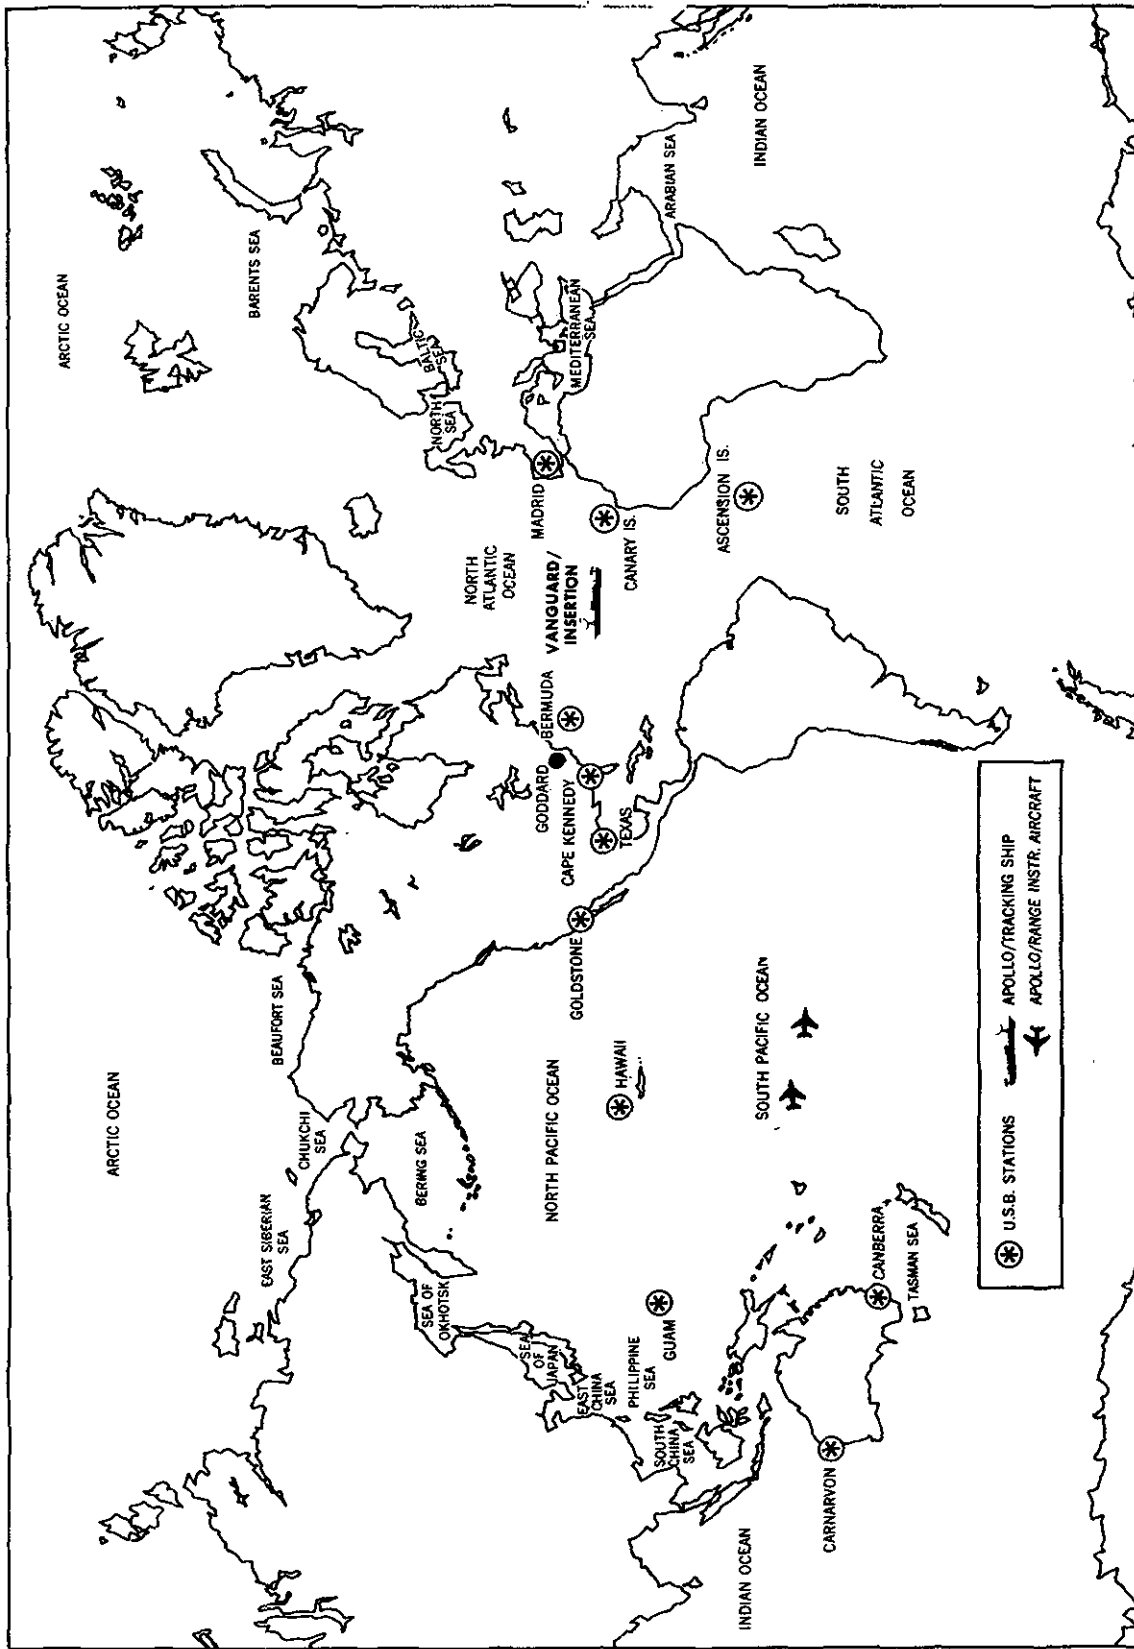 ARCTIC OCEAN
ARCTIC OCEAN
BARENTS SEA
EAST SIBERIAN
SEA
CHUKCHI
SEA
BEAUFORT SEA
BALTIC
SEA
NORTH
SEA
SEA OF
OKHOTSK
BERING SEA
SEA
OF
JAPAN
EAST
CHINA
SEA
PHILIPPINE
SEA
SOUTH
CHINA
SEA
GUAM
NORTH PACIFIC OCEAN
HAWAII
GOLDSTONE
TEXAS
CAPE KENNEDY
GODDARD
BERMUDA
NORTH
ATLANTIC
OCEAN
VANGUARD/
INSERTION
MADRID
CANARY IS.
MEDITERRANEAN
SEA
ARABIAN SEA
INDIAN OCEAN
ASCENSION IS.
SOUTH
ATLANTIC
OCEAN
SOUTH PACIFIC OCEAN
INDIAN OCEAN
CARNARVON
CANBERRA
TASMAN SEA
U.S.B. STATIONS
APOLLO/TRACKING SHIP
APOLLO/RANGE INSTR. AIRCRAFT